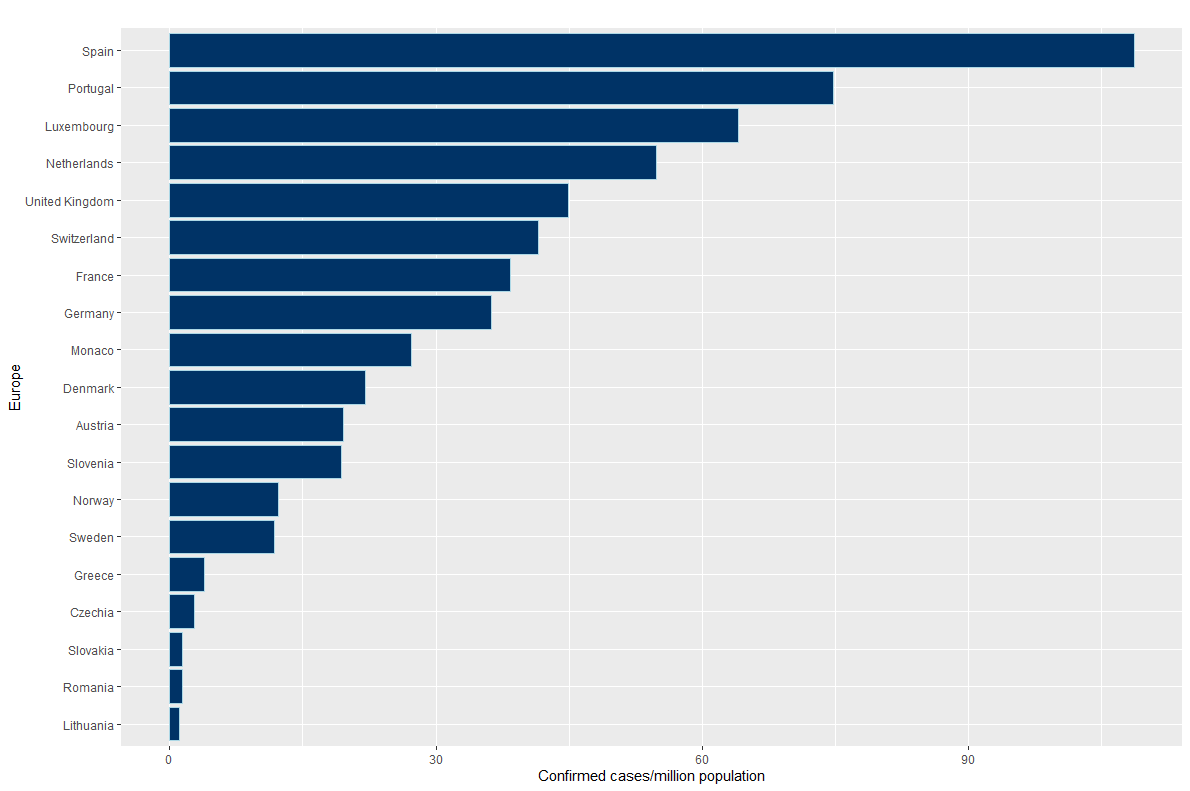 Europe
Spain
Portugal
Luxembourg
Netherlands
United Kingdom
Switzerland
France
Germany
Monaco
Denmark
Austria
Slovenia
Norway
Sweden
Greece
Czechia
Slovakia
Romania
Lithuania
0 30 60 90
Confirmed cases/million population